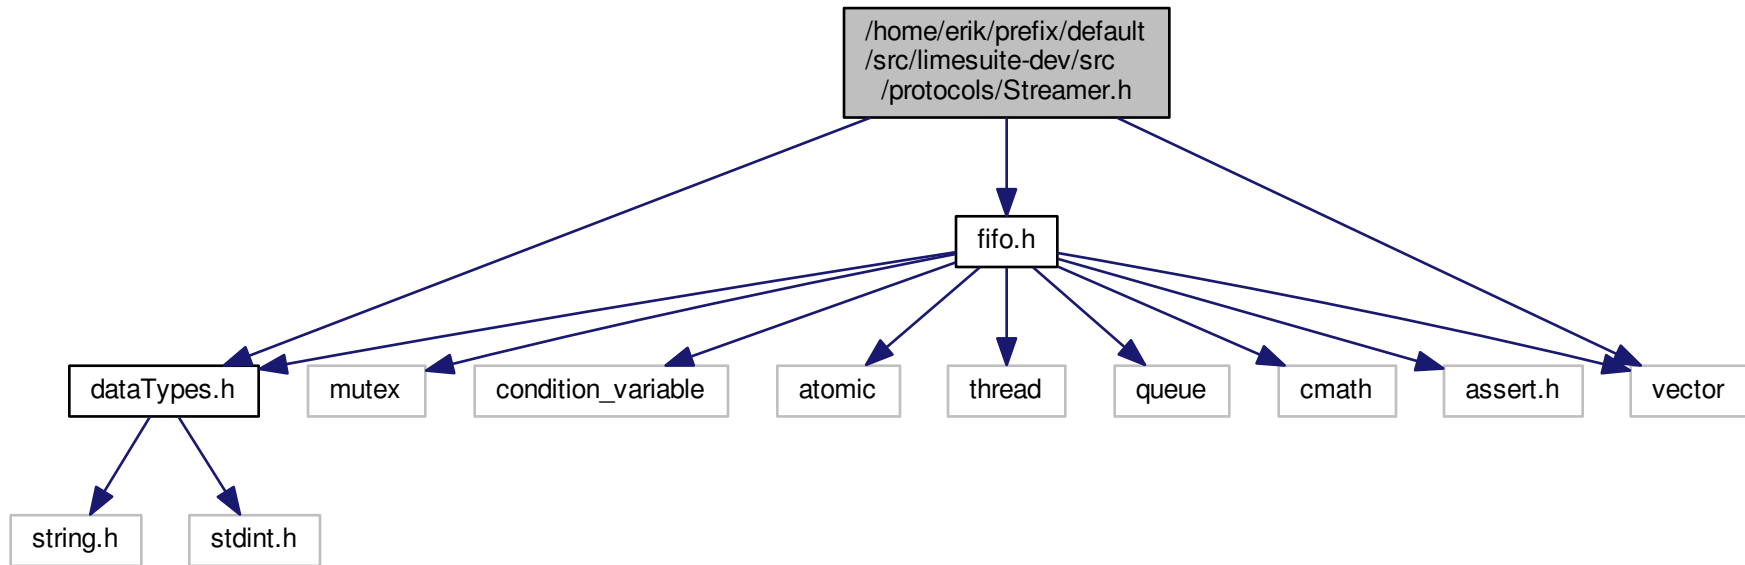 /home/erik/prefix/default
/src/limesuite-dev/src
/protocols/Streamer.h
fifo.h
dataTypes.h
mutex
condition_variable
atomic
thread
queue
cmath
assert.h
vector
string.h
stdint.h